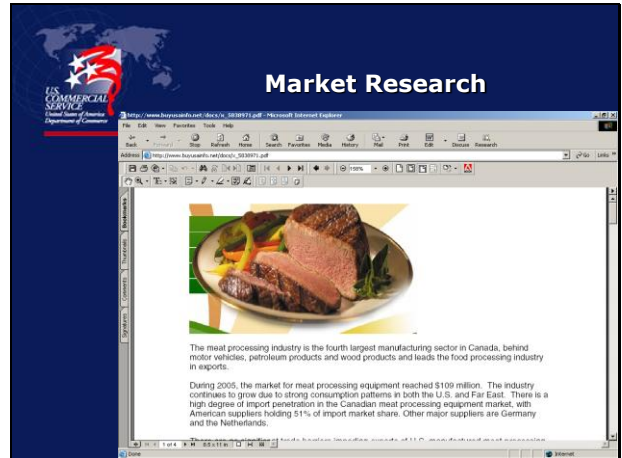 Market Research
U.S.
COMMERCIAL
SERVICE
United States of America
Department of Commerce
http://www.buyusainfo.net/docs/x_5038971.pdf - Microsoft Internet Explorer
File Edit View Favorites Tools Help
Back Forward Stop Refresh Home Search Favorites Media History Mail Print Edit Discuss Research
Address http://www.buyusainfo.net/docs/x_5038971.pdf Go Links
Bookmarks
Thumbnails
Comments
Signatures
The meat processing industry is the fourth largest manufacturing sector in Canada, behind
motor vehicles, petroleum products and wood products and leads the food processing industry
in exports.
During 2005, the market for meat processing equipment reached $109 million. The industry
continues to grow due to strong consumption patterns in both the U.S. and Far East. There is a
high degree of import penetration in the Canadian meat processing equipment market, with
American suppliers holding 51% of import market share. Other major suppliers are Germany
and the Netherlands.
1 of 4 8.5 x 11 in
Done Internet